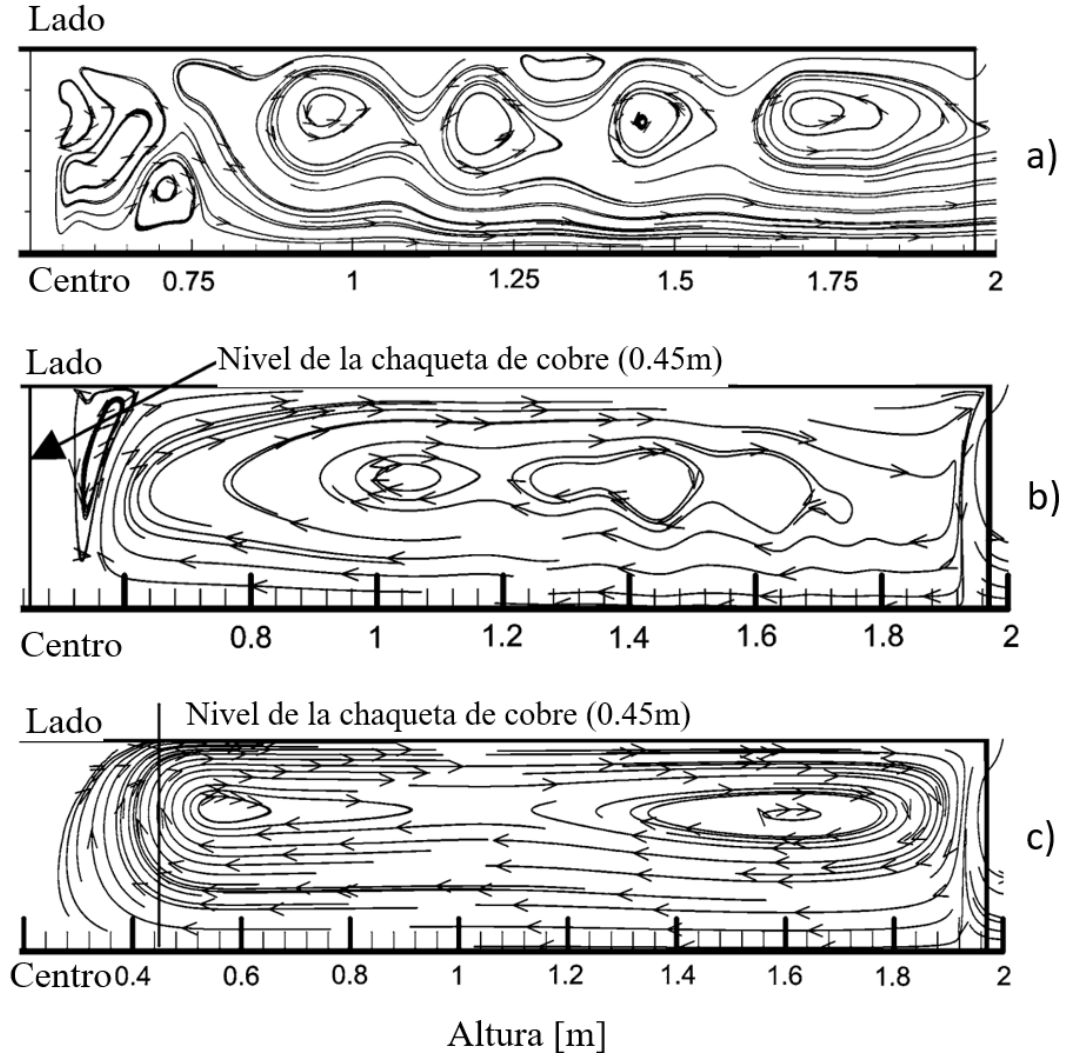 Lado
a)
Centro 0.75 1 1.25 1.5 1.75 2
Lado Nivel de la chaqueta de cobre (0.45m)
b)
Centro 0.8 1 1.2 1.4 1.6 1.8 2
Lado Nivel de la chaqueta de cobre (0.45m)
c)
Centro 0.4 0.6 0.8 1 1.2 1.4 1.6 1.8 2
Altura [m]